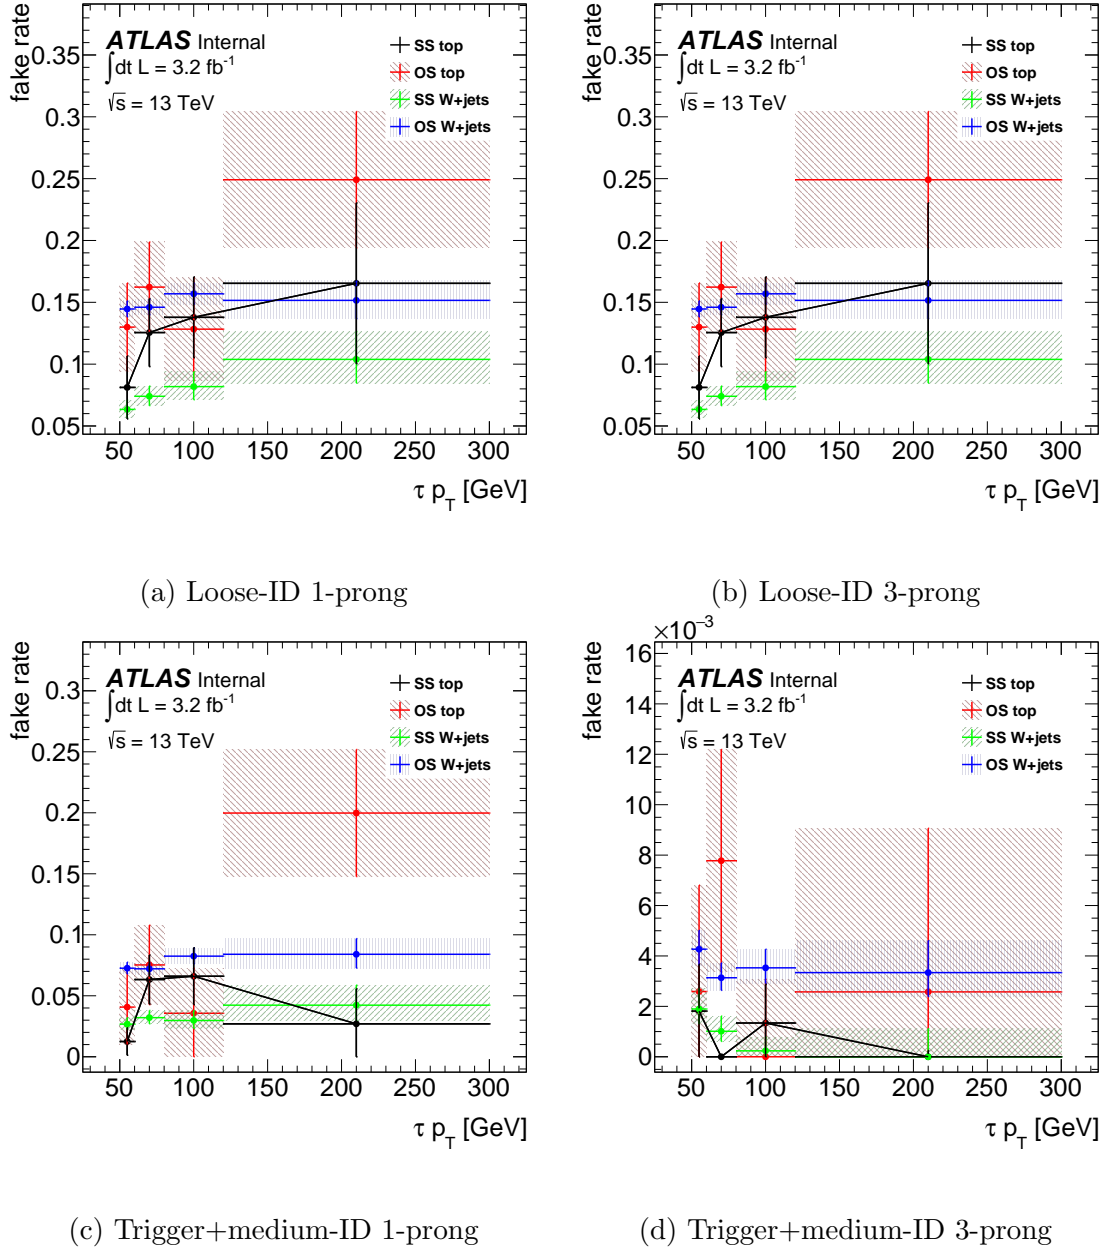 fake rate
0.35
0.3
0.25
0.2
0.15
0.1
0.05
ATLAS Internal
∫dt L = 3.2 fb⁻¹
√s = 13 TeV
SS top
OS top
SS W+jets
OS W+jets
50 100 150 200 250 300
τ p_T [GeV]
(a) Loose-ID 1-prong
fake rate
0.35
0.3
0.25
0.2
0.15
0.1
0.05
ATLAS Internal
∫dt L = 3.2 fb⁻¹
√s = 13 TeV
SS top
OS top
SS W+jets
OS W+jets
50 100 150 200 250 300
τ p_T [GeV]
(b) Loose-ID 3-prong
fake rate
0.3
0.25
0.2
0.15
0.1
0.05
0
ATLAS Internal
∫dt L = 3.2 fb⁻¹
√s = 13 TeV
SS top
OS top
SS W+jets
OS W+jets
50 100 150 200 250 300
τ p_T [GeV]
(c) Trigger+medium-ID 1-prong
×10⁻³
fake rate
16
14
12
10
8
6
4
2
0
ATLAS Internal
∫dt L = 3.2 fb⁻¹
√s = 13 TeV
SS top
OS top
SS W+jets
OS W+jets
50 100 150 200 250 300
τ p_T [GeV]
(d) Trigger+medium-ID 3-prong